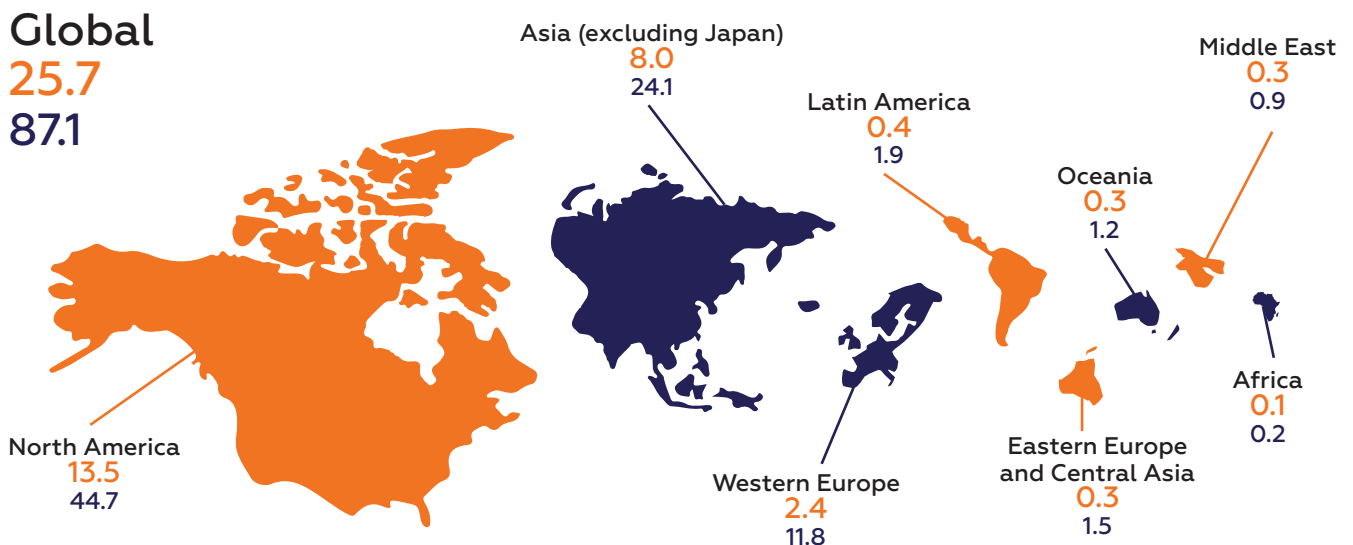 Global
25.7
87.1
Asia (excluding Japan)
8.0
24.1
Middle East
0.3
0.9
Latin America
0.4
1.9
Oceania
0.3
1.2
North America
13.5
44.7
Western Europe
2.4
11.8
Eastern Europe
and Central Asia
0.3
1.5
Africa
0.1
0.2